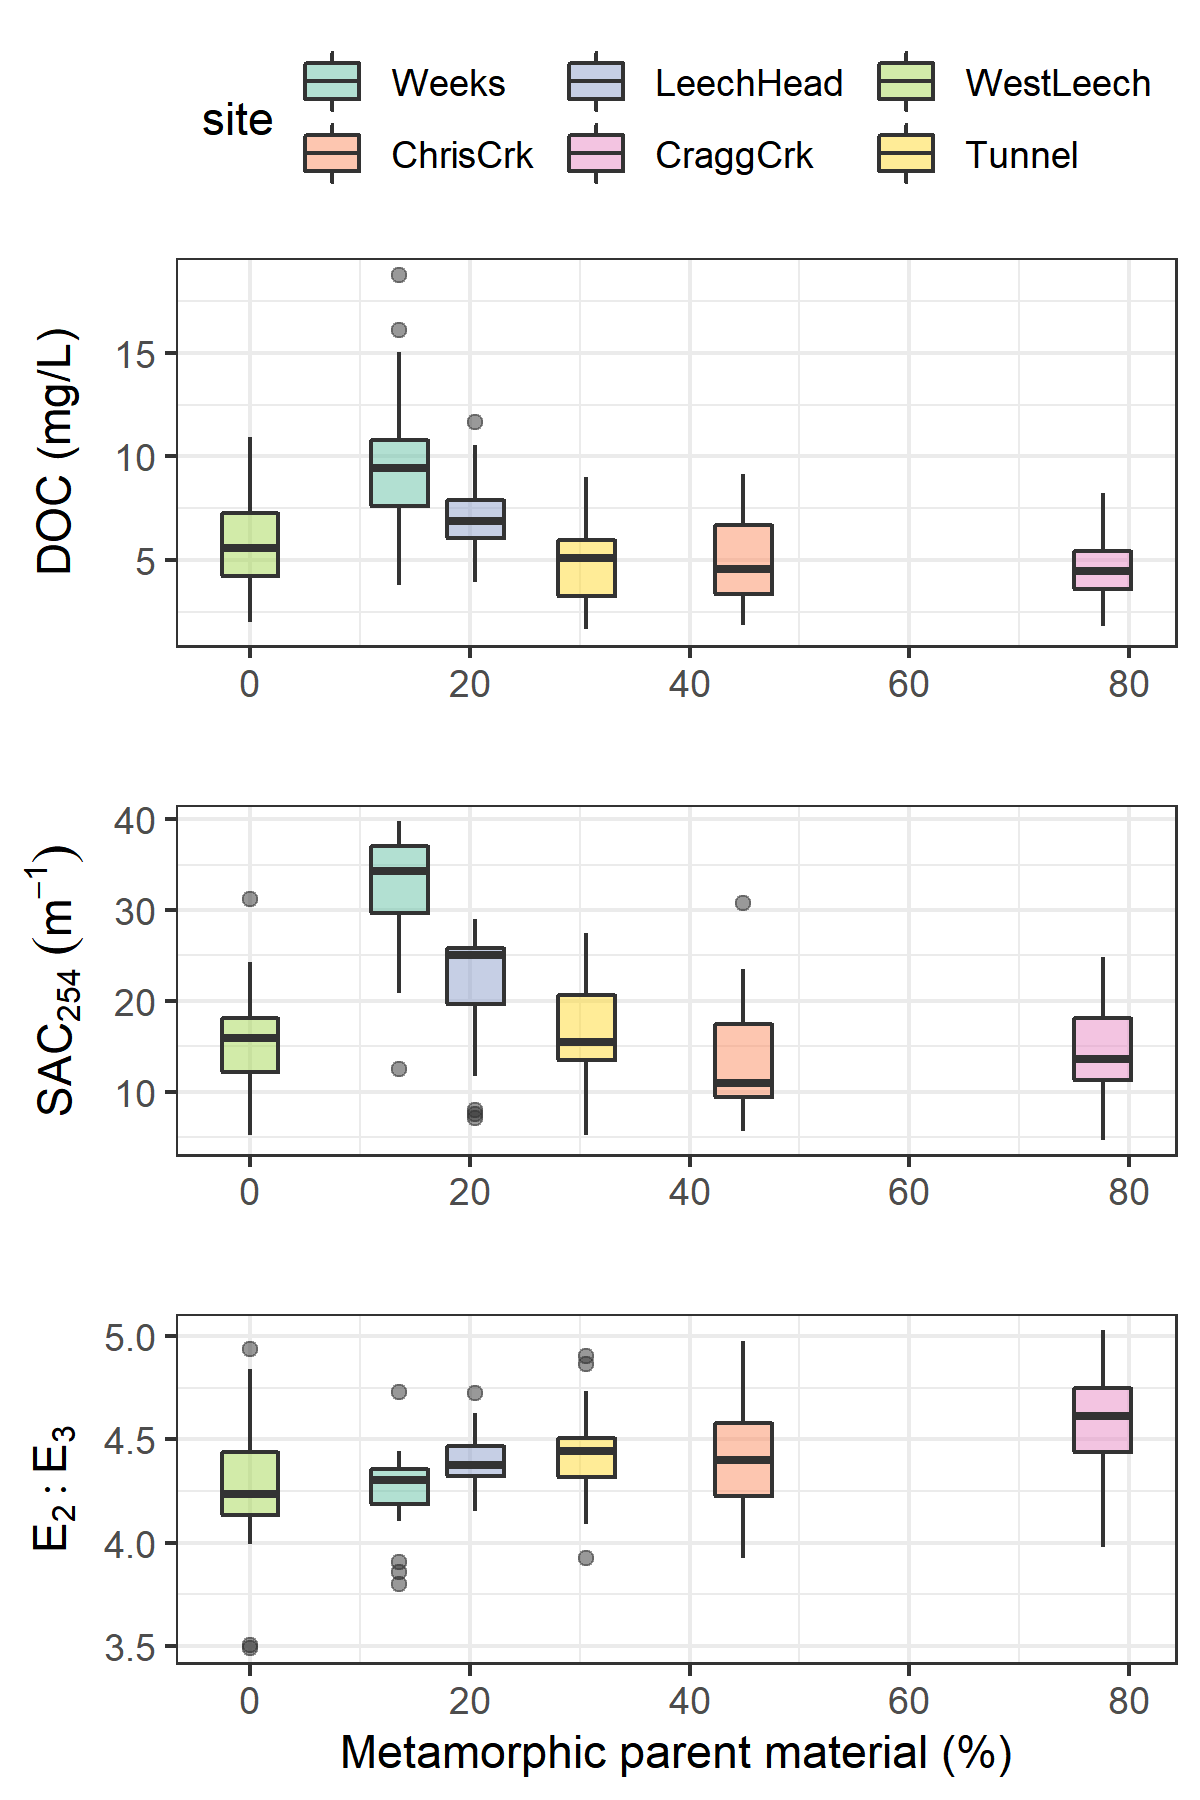 site
Weeks LeechHead WestLeech
ChrisCrk CraggCrk Tunnel
DOC (mg/L)
15
10
5
0 20 40 60 80
SAC₂₅₄ (m⁻¹)
40
30
20
10
0 20 40 60 80
E₂ : E₃
5.0
4.5
4.0
3.5
0 20 40 60 80
Metamorphic parent material (%)